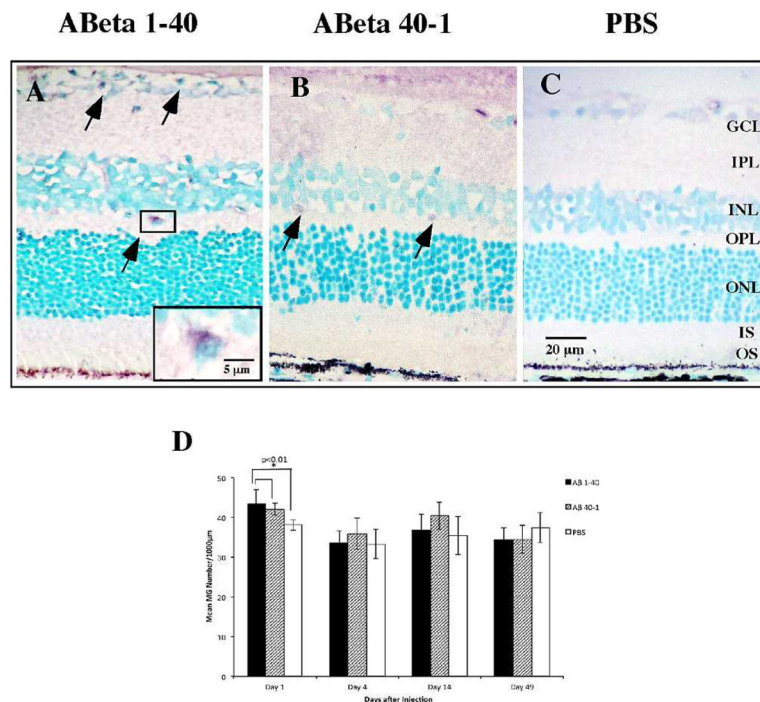 ABeta 1-40 ABeta 40-1 PBS
A B C
GCL
IPL
INL
OPL
ONL
IS
OS
5 µm
20 µm
D
p<0.01
*
50
40
30
20
10
0
Mean MG Number/1000µm
Aβ 1-40
Aβ 40-1
PBS
Day 1 Day 4 Day 14 Day 49
Days after Injection